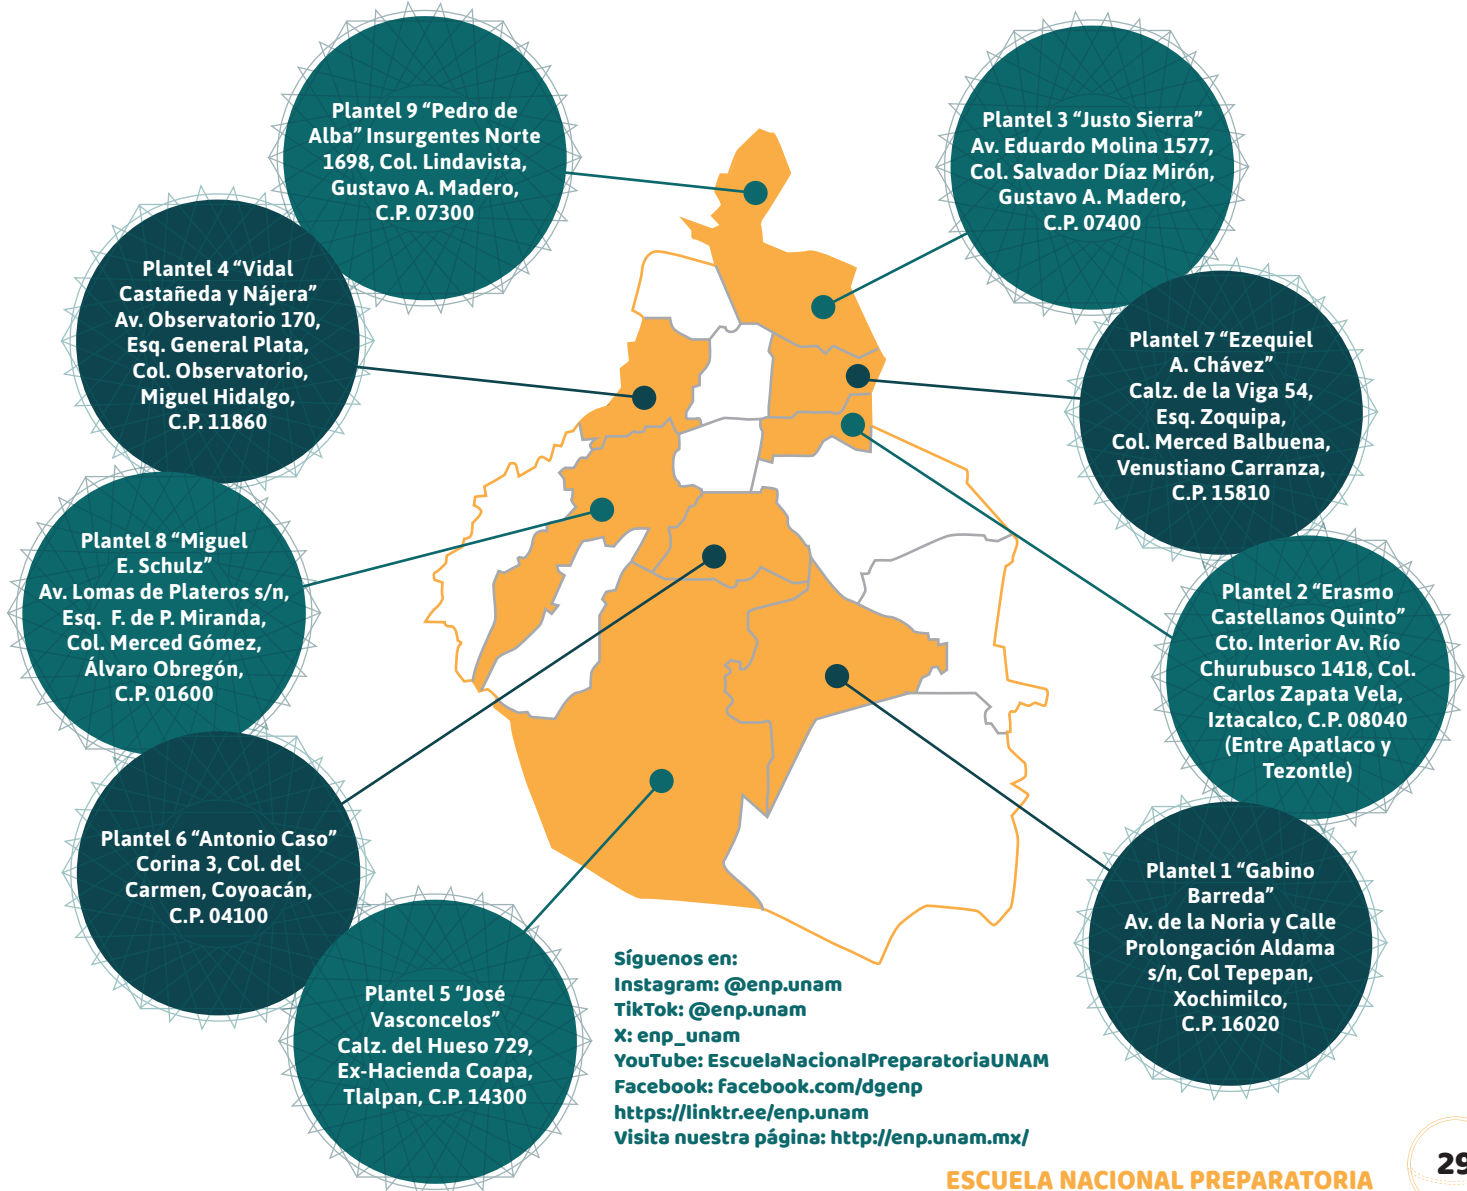 Plantel 9 “Pedro de
Alba” Insurgentes Norte
1698, Col. Lindavista,
Gustavo A. Madero,
C.P. 07300
Plantel 3 “Justo Sierra”
Av. Eduardo Molina 1577,
Col. Salvador Díaz Mirón,
Gustavo A. Madero,
C.P. 07400
Plantel 4 “Vidal
Castañeda y Nájera”
Av. Observatorio 170,
Esq. General Plata,
Col. Observatorio,
Miguel Hidalgo,
C.P. 11860
Plantel 7 “Ezequiel
A. Chávez”
Calz. de la Viga 54,
Esq. Zoquipa,
Col. Merced Balbuena,
Venustiano Carranza,
C.P. 15810
Plantel 8 “Miguel
E. Schulz”
Av. Lomas de Plateros s/n,
Esq. F. de P. Miranda,
Col. Merced Gómez,
Álvaro Obregón,
C.P. 01600
Plantel 2 “Erasmo
Castellanos Quinto”
Cto. Interior Av. Río
Churubusco 1418, Col.
Carlos Zapata Vela,
Iztacalco, C.P. 08040
(Entre Apatlaco y
Tezontle)
Plantel 6 “Antonio Caso”
Corina 3, Col. del
Carmen, Coyoacán,
C.P. 04100
Plantel 1 “Gabino
Barreda”
Av. de la Noria y Calle
Prolongación Aldama
s/n, Col Tepepan,
Xochimilco,
C.P. 16020
Plantel 5 “José
Vasconcelos”
Calz. del Hueso 729,
Ex-Hacienda Coapa,
Tlalpan, C.P. 14300
Síguenos en:
Instagram: @enp.unam
TikTok: @enp.unam
X: enp_unam
YouTube: EscuelaNacionalPreparatoriaUNAM
Facebook: facebook.com/dgenp
https://linktr.ee/enp.unam
Visita nuestra página: http://enp.unam.mx/
ESCUELA NACIONAL PREPARATORIA
29